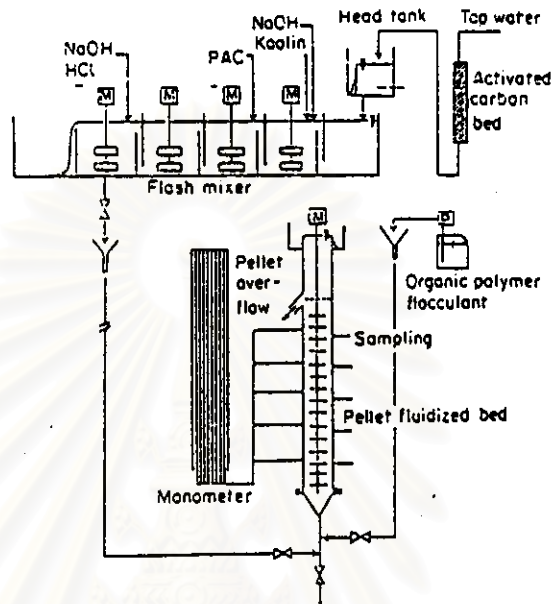 Head tank
Tap water
NaOH
HCl
PAC
NaOH
Kaolin
Activated
carbon
bed
M
M
M
M
Flash mixer
M
P
Pellet
over-
flow
Organic polymer
flocculant
Sampling
Pellet fluidized bed
Manometer